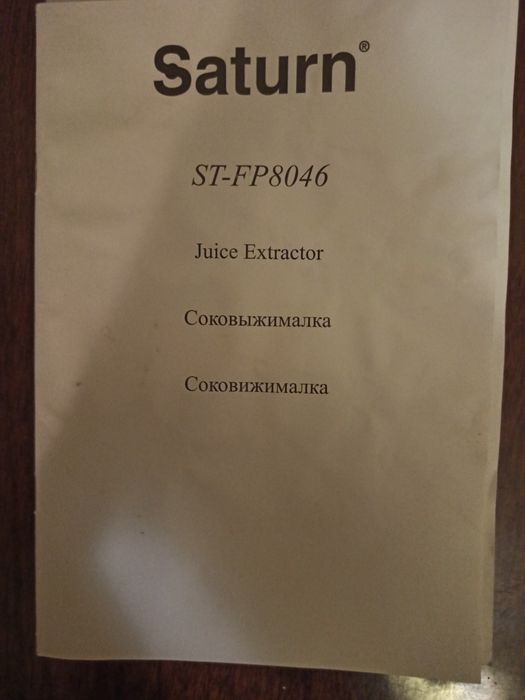 Saturn®
ST-FP8046
Juice Extractor
Соковыжималка
Соковижималка